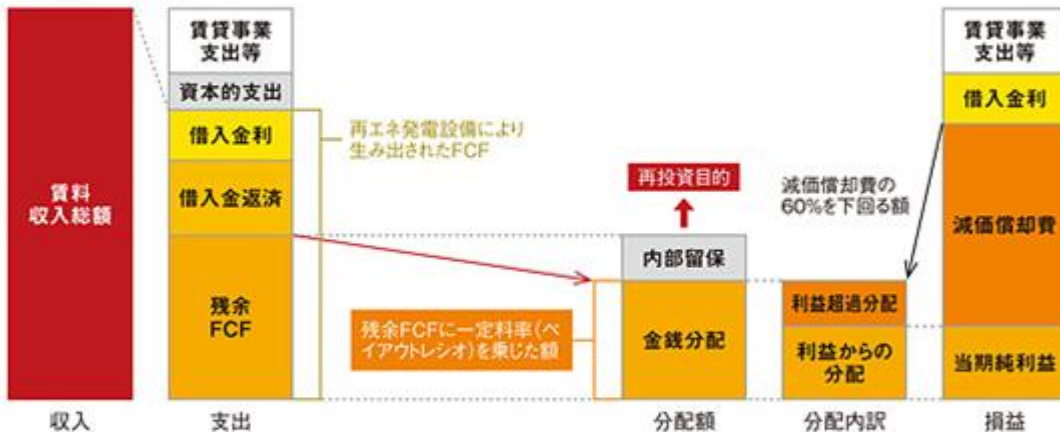 賃料
収入総額
収入
賃貸事業
支出等
資本的支出
借入金利
借入金返済
残余
FCF
支出
再エネ発電設備により
生み出されたFCF
残余FCFに一定料率(ペ
イアウトレシオ)を乗じた額
再投資目的
内部留保
金銭分配
分配額
減価償却費の
60%を下回る額
利益超過分配
利益からの
分配
分配内訳
賃貸事業
支出等
借入金利
減価償却費
当期純利益
損益